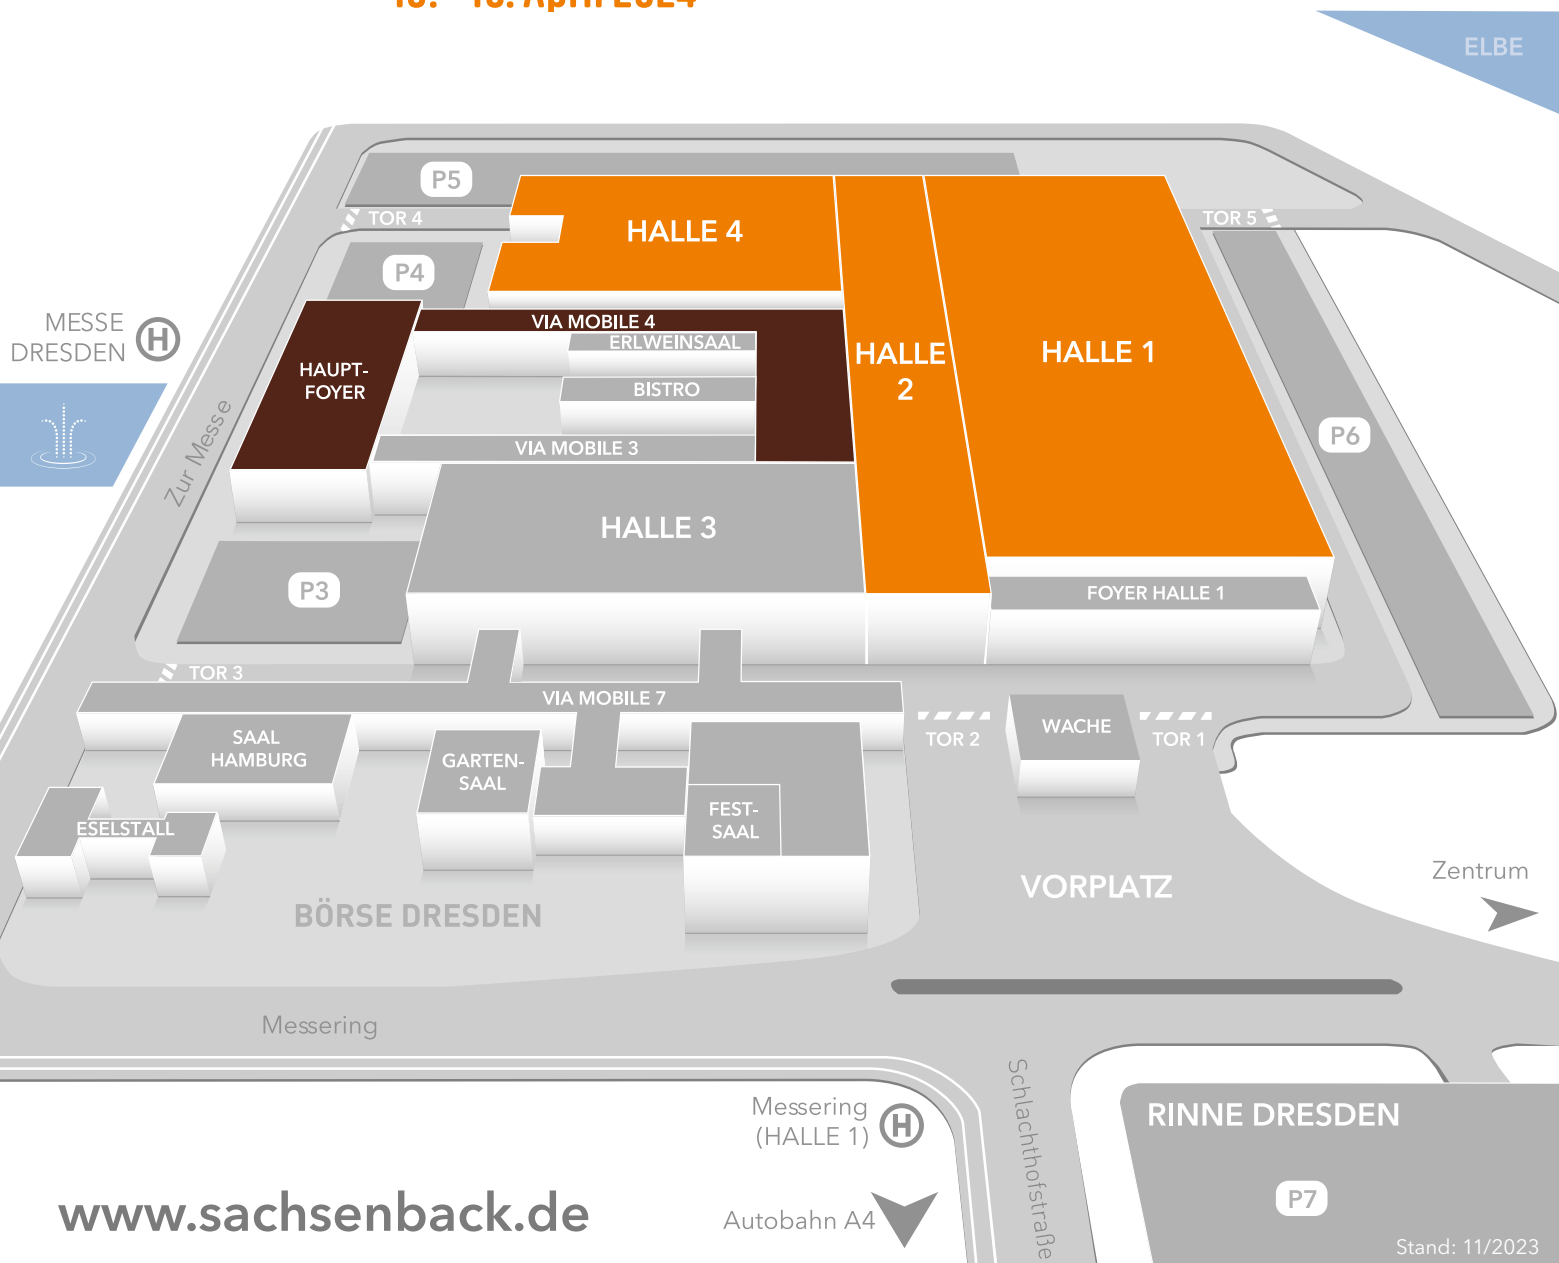 April 2024
ELBE
P5
TOR 4
TOR 5
HALLE 4
P4
MESSE
DRESDEN
H
VIA MOBILE 4
ERLWEINSAAL
HALLE
2
HALLE 1
HAUPT-
FOYER
BISTRO
Zur Messe
VIA MOBILE 3
P6
HALLE 3
P3
FOYER HALLE 1
TOR 3
VIA MOBILE 7
SAAL
HAMBURG
GARTEN-
SAAL
TOR 2
WACHE
TOR 1
ESELSTALL
FEST-
SAAL
VORPLATZ
Zentrum
BÖRSE DRESDEN
Messering
Schlachthofstraße
Messering
(HALLE 1)
H
RINNE DRESDEN
P7
www.sachsenback.de
Autobahn A4
Stand: 11/2023